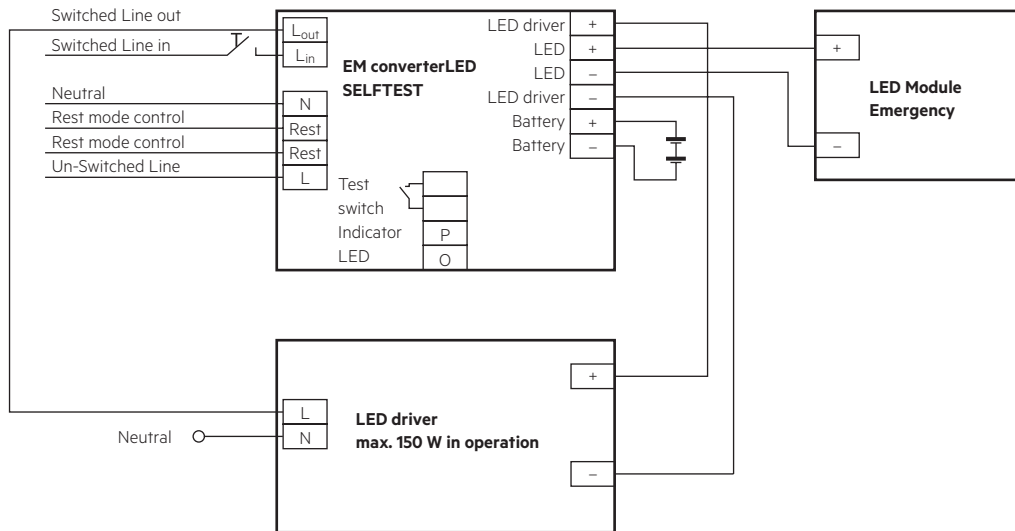 Switched Line out
Switched Line in
Neutral
Rest mode control
Rest mode control
Un-Switched Line
Lout
Lin
N
Rest
Rest
L
EM converterLED
SELFTEST
Test
switch
Indicator
LED
P
O
LED driver +
LED +
LED –
LED driver –
Battery +
Battery –
+
–
LED Module
Emergency
L
N
Neutral
LED driver
max. 150 W in operation
+
–